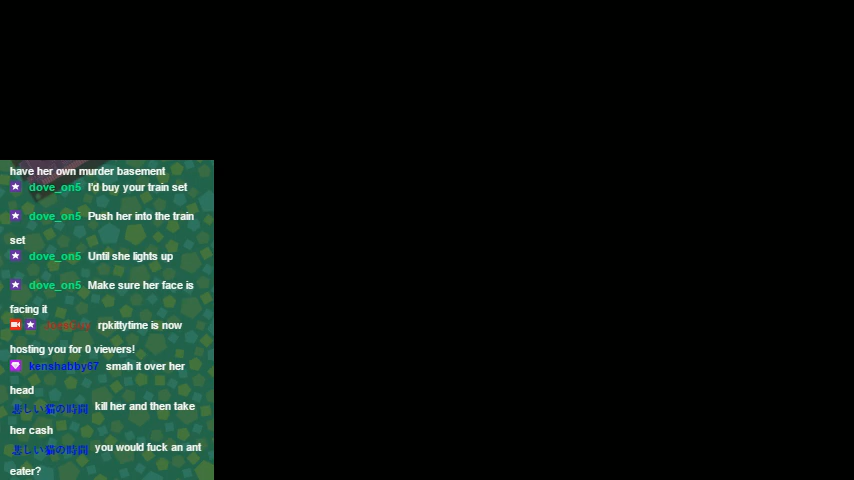 have her own murder basement
dove_on5 I'd buy your train set
dove_on5 Push her into the train
set
dove_on5 Until she lights up
dove_on5 Make sure her face is
facing it
rpkittytime is now
hosting you for 0 viewers!
kenshabby67 smah it over her
head
悲しい猫の時間 kill her and then take
her cash
悲しい猫の時間 you would fuck an ant
eater?